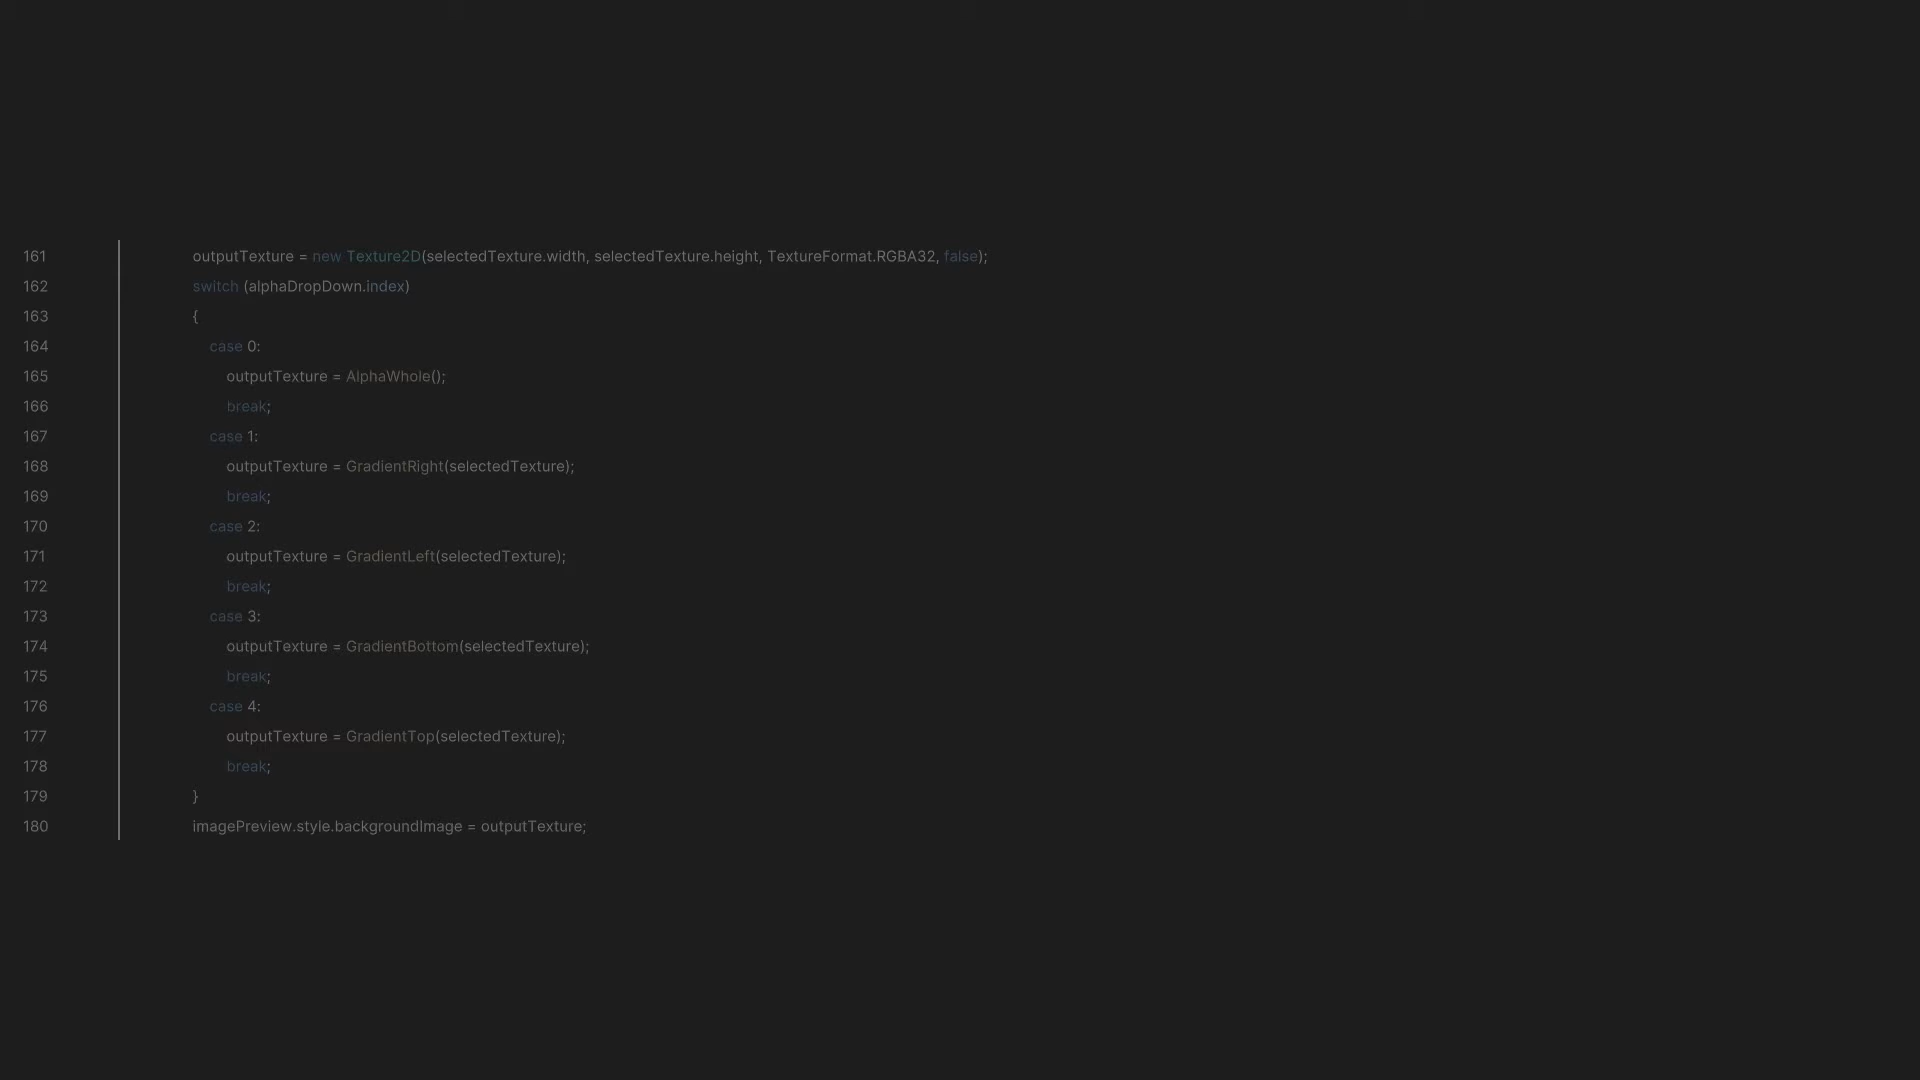 161 outputTexture = new Texture2D(selectedTexture.width, selectedTexture.height, TextureFormat.RGBA32, false);
162 switch (alphaDropDown.index)
163 {
164 case 0:
165 outputTexture = AlphaWhole();
166 break;
167 case 1:
168 outputTexture = GradientRight(selectedTexture);
169 break;
170 case 2:
171 outputTexture = GradientLeft(selectedTexture);
172 break;
173 case 3:
174 outputTexture = GradientBottom(selectedTexture);
175 break;
176 case 4:
177 outputTexture = GradientTop(selectedTexture);
178 break;
179 }
180 imagePreview.style.backgroundImage = outputTexture;